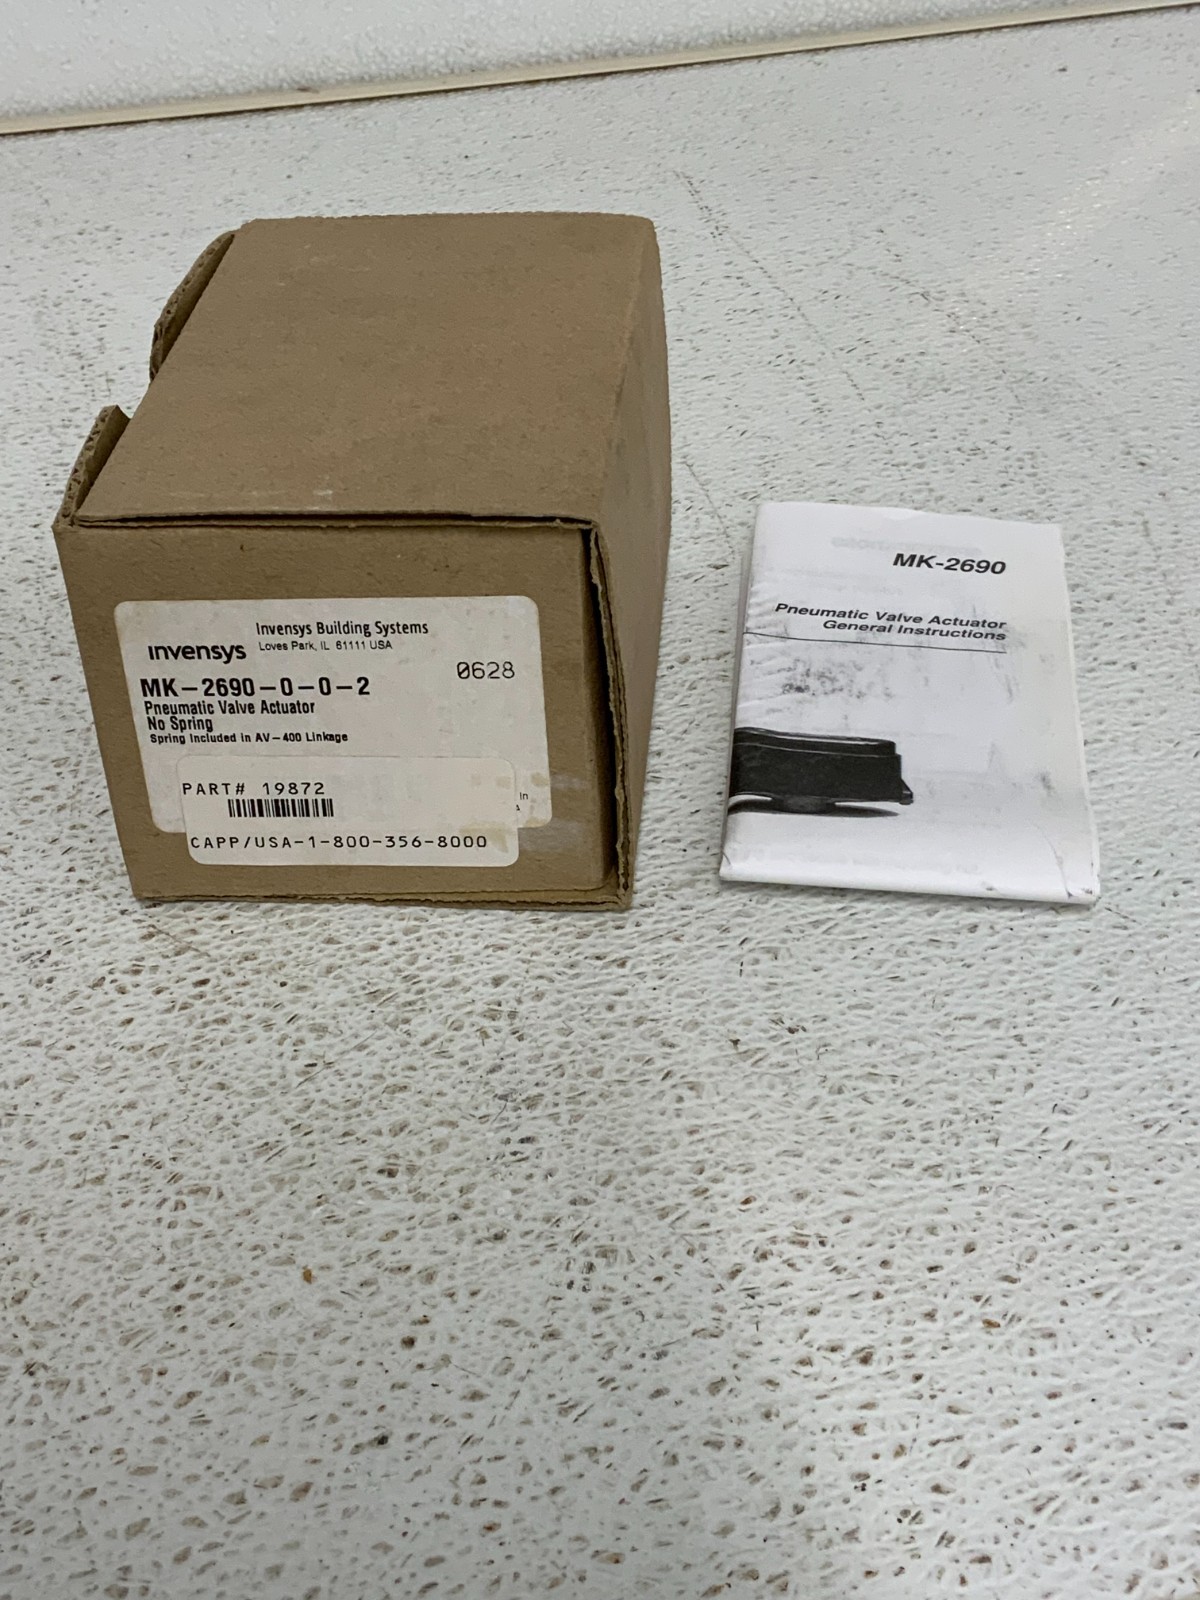 Invensys Building Systems
invensys Loves Park, IL 61111 USA
0628
MK-2690-0-0-2
Pneumatic Valve Actuator
No Spring
Spring Included in AV-400 Linkage
PART# 19872
In
CAPP/USA-1-800-356-8000
MK-2690
Pneumatic Valve Actuator
General Instructions